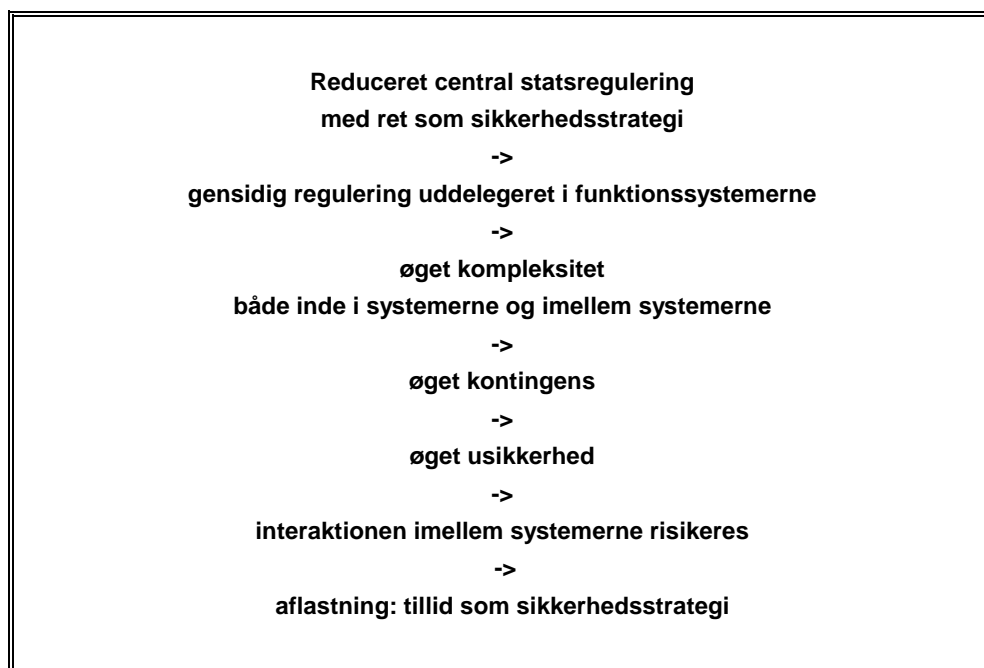 Reduceret central statsregulering
med ret som sikkerhedsstrategi
->
gensidig regulering uddelegeret i funktionssystemerne
->
øget kompleksitet
både inde i systemerne og imellem systemerne
->
øget kontingens
->
øget usikkerhed
->
interaktionen imellem systemerne risikeres
->
aflastning: tillid som sikkerhedsstrategi